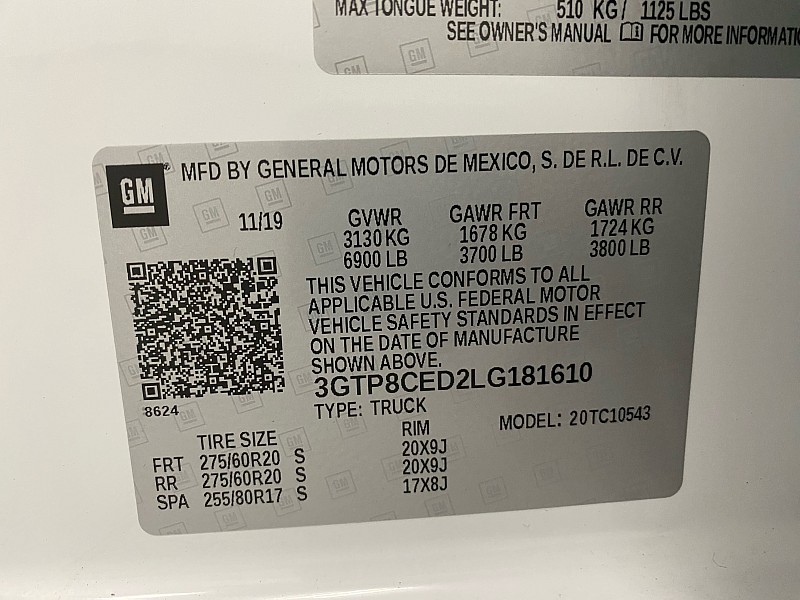 MAX TONGUE WEIGHT: 510 KG/ 1125 LBS
SEE OWNER'S MANUAL FOR MORE INFORMATIO
GM
MFD BY GENERAL MOTORS DE MEXICO, S. DE R.L. DE C.V.
11/19 GVWR GAWR FRT GAWR RR
3130 KG 1678 KG 1724 KG
6900 LB 3700 LB 3800 LB
THIS VEHICLE CONFORMS TO ALL
APPLICABLE U.S. FEDERAL MOTOR
VEHICLE SAFETY STANDARDS IN EFFECT
ON THE DATE OF MANUFACTURE
SHOWN ABOVE.
3GTP8CED2LG181610
8624
TYPE: TRUCK MODEL: 20TC10543
TIRE SIZE RIM
FRT 275/60R20 S 20X9J
RR 275/60R20 S 20X9J
SPA 255/80R17 S 17X8J